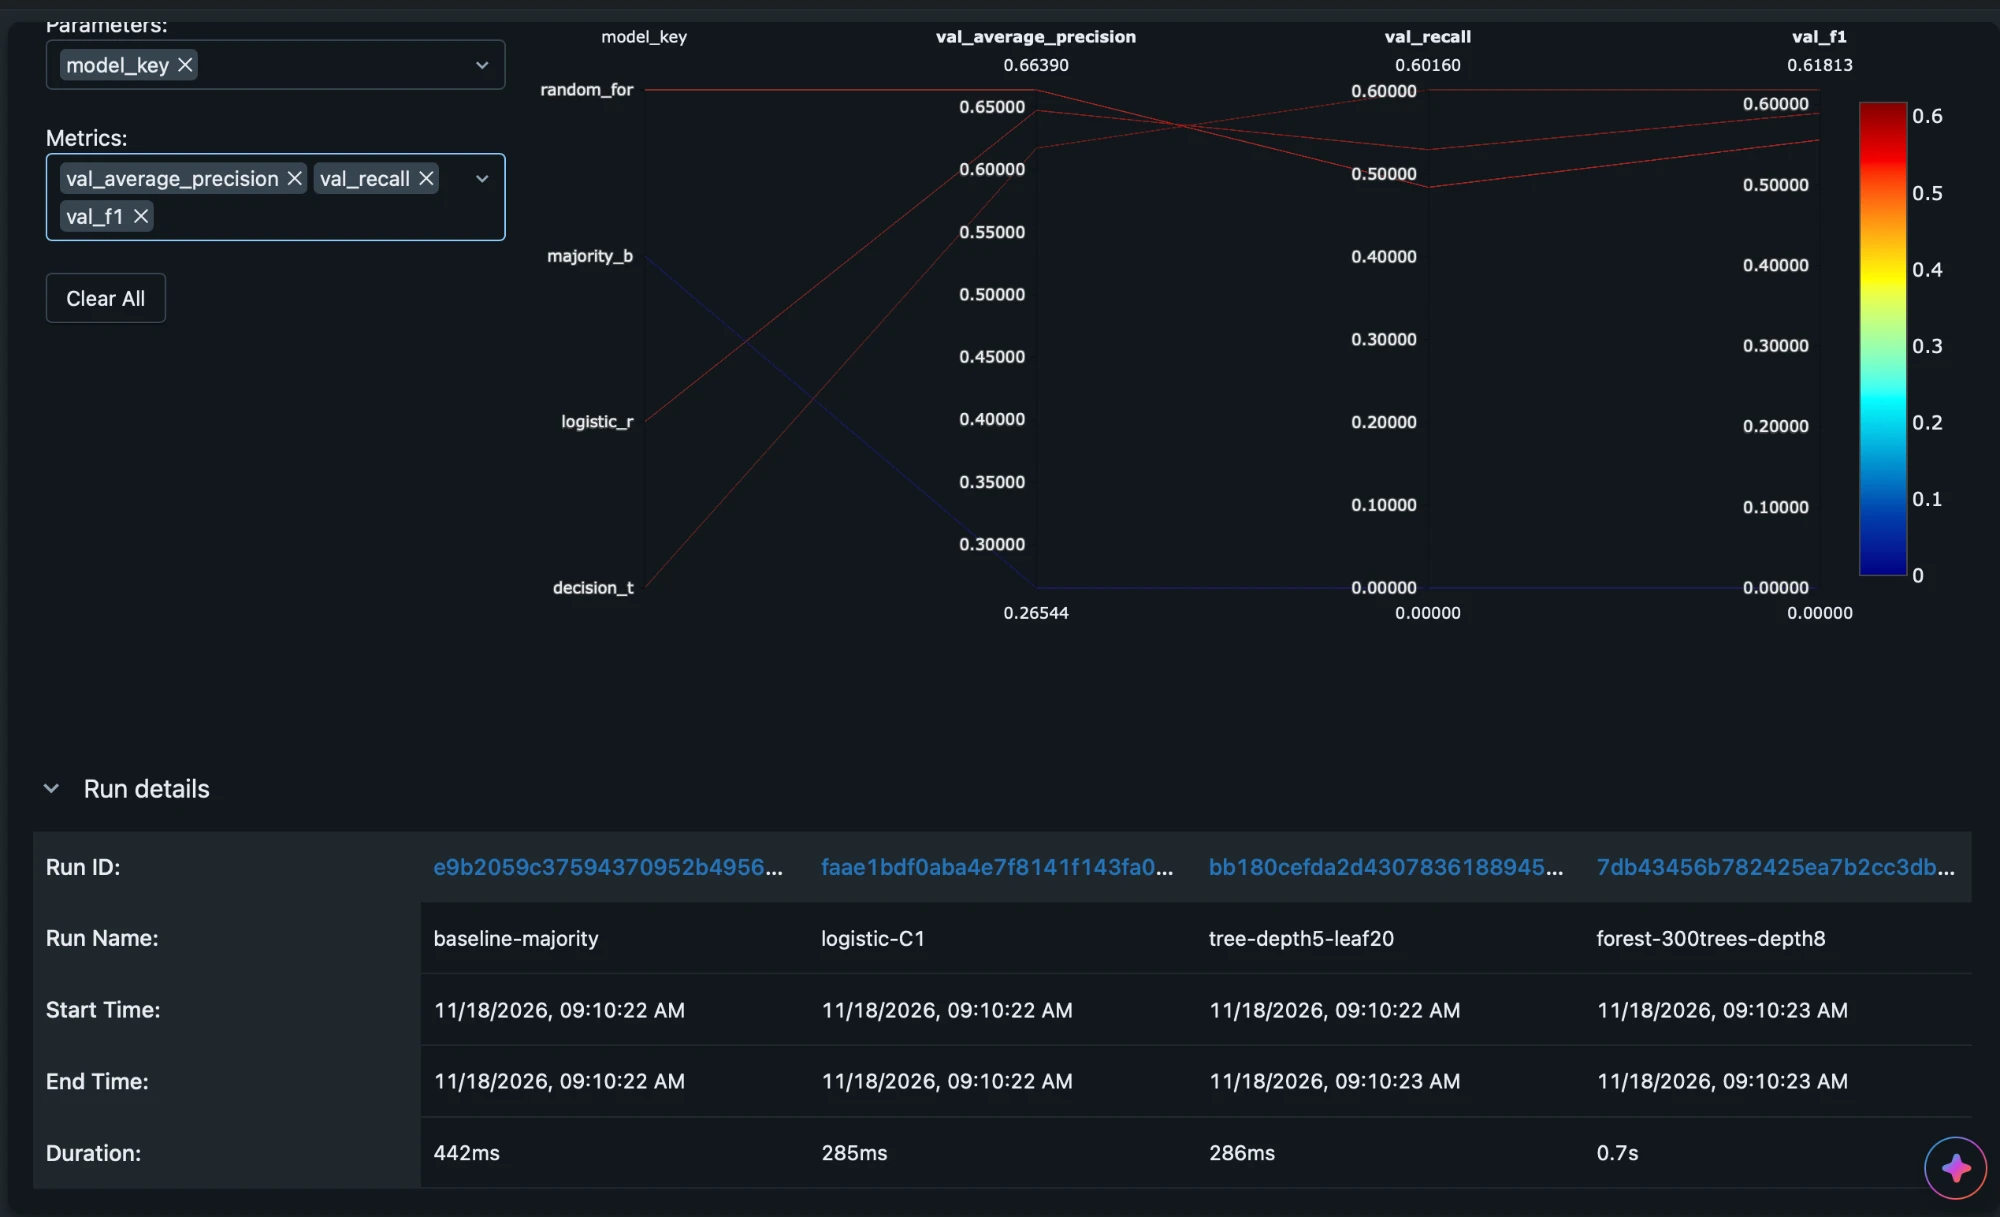 Parameters:
model_key
Metrics:
val_average_precision val_recall
val_f1
Clear All
model_key val_average_precision val_recall val_f1
0.66390 0.60160 0.61813
random_for
majority_b
logistic_r
decision_t
0.65000
0.60000
0.55000
0.50000
0.45000
0.40000
0.35000
0.30000
0.26544
0.60000
0.50000
0.40000
0.30000
0.20000
0.10000
0.00000
0.00000
0.60000
0.50000
0.40000
0.30000
0.20000
0.10000
0.00000
0.00000
0.6
0.5
0.4
0.3
0.2
0.1
0
Run details
Run ID: e9b2059c37594370952b4956... faae1bdf0aba4e7f8141f143fa0... bb180cefda2d4307836188945... 7db43456b782425ea7b2cc3db...
Run Name: baseline-majority logistic-C1 tree-depth5-leaf20 forest-300trees-depth8
Start Time: 11/18/2026, 09:10:22 AM 11/18/2026, 09:10:22 AM 11/18/2026, 09:10:22 AM 11/18/2026, 09:10:23 AM
End Time: 11/18/2026, 09:10:22 AM 11/18/2026, 09:10:22 AM 11/18/2026, 09:10:23 AM 11/18/2026, 09:10:23 AM
Duration: 442ms 285ms 286ms 0.7s